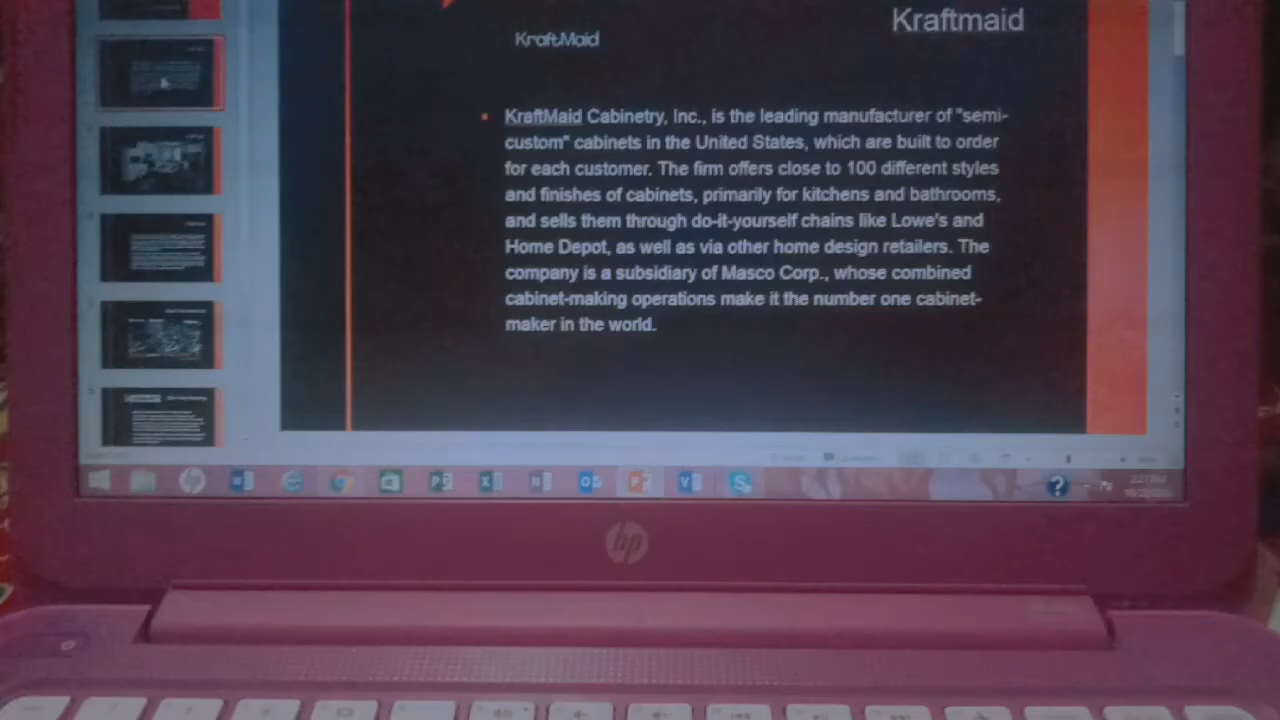 Kraftmaid
KraftMaid
KraftMaid Cabinetry, Inc., is the leading manufacturer of "semi-
custom" cabinets in the United States, which are built to order
for each customer. The firm offers close to 100 different styles
and finishes of cabinets, primarily for kitchens and bathrooms,
and sells them through do-it-yourself chains like Lowe's and
Home Depot, as well as via other home design retailers. The
company is a subsidiary of Masco Corp., whose combined
cabinet-making operations make it the number one cabinet-
maker in the world.
hp